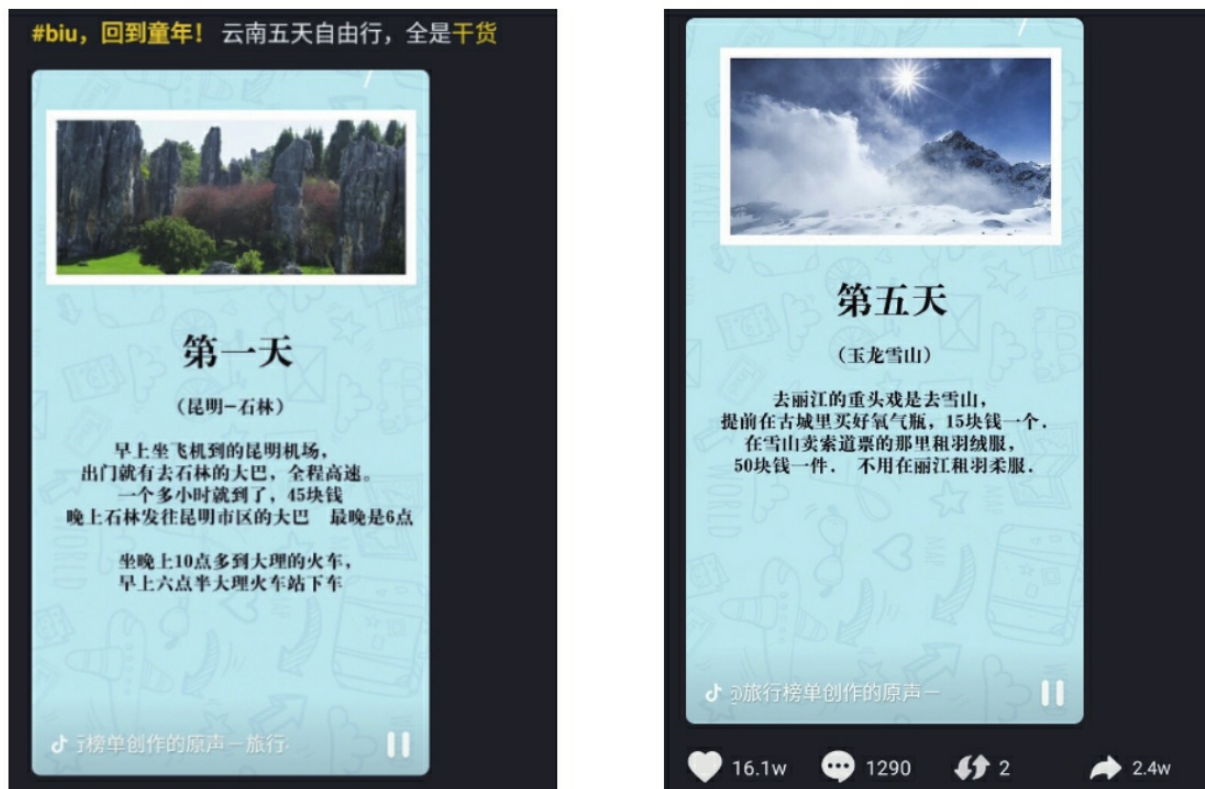 #biu，回到童年！ 云南五天自由行，全是干货
第一天
（昆明-石林）
早上坐飞机到的昆明机场，
出门就有去石林的大巴，全程高速。
一个多小时就到了，45块钱
晚上石林发往昆明市区的大巴 最晚是6点
坐晚上10点多到大理的火车，
早上六点半大理火车站下车
榜单创作的原声－旅行
第五天
（玉龙雪山）
去丽江的重头戏是去雪山，
提前在古城里买好氧气瓶，15块钱一个．
在雪山卖索道票的那里租羽绒服，
50块钱一件． 不用在丽江租羽柔服．
@旅行榜单创作的原声－
16.1w 1290 2 2.4w
TRAVEL
WORLD
WORLD
MAP